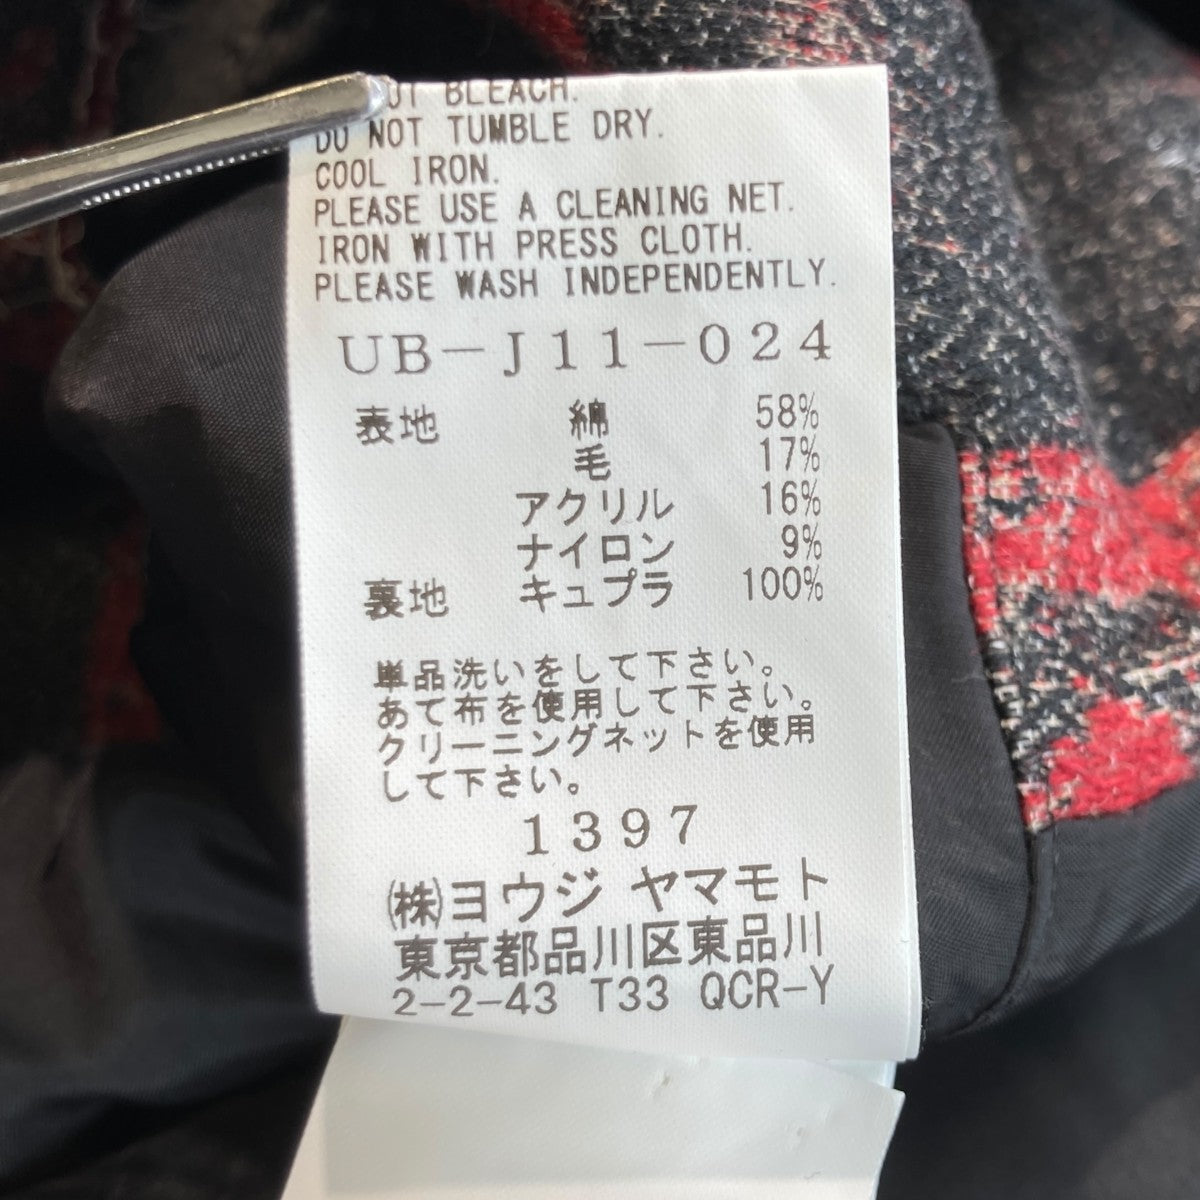 BLEACH.
DO NOT TUMBLE DRY.
COOL IRON.
PLEASE USE A CLEANING NET.
IRON WITH PRESS CLOTH.
PLEASE WASH INDEPENDENTLY.
UB-J11-024
表地 綿 58%
毛 17%
アクリル 16%
ナイロン 9%
裏地 キュプラ 100%
単品洗いをして下さい。
あて布を使用して下さい。
クリーニングネットを使用
して下さい。
1397
㈱ヨウジ ヤマモト
東京都品川区東品川
2-2-43 T33 QCR-Y